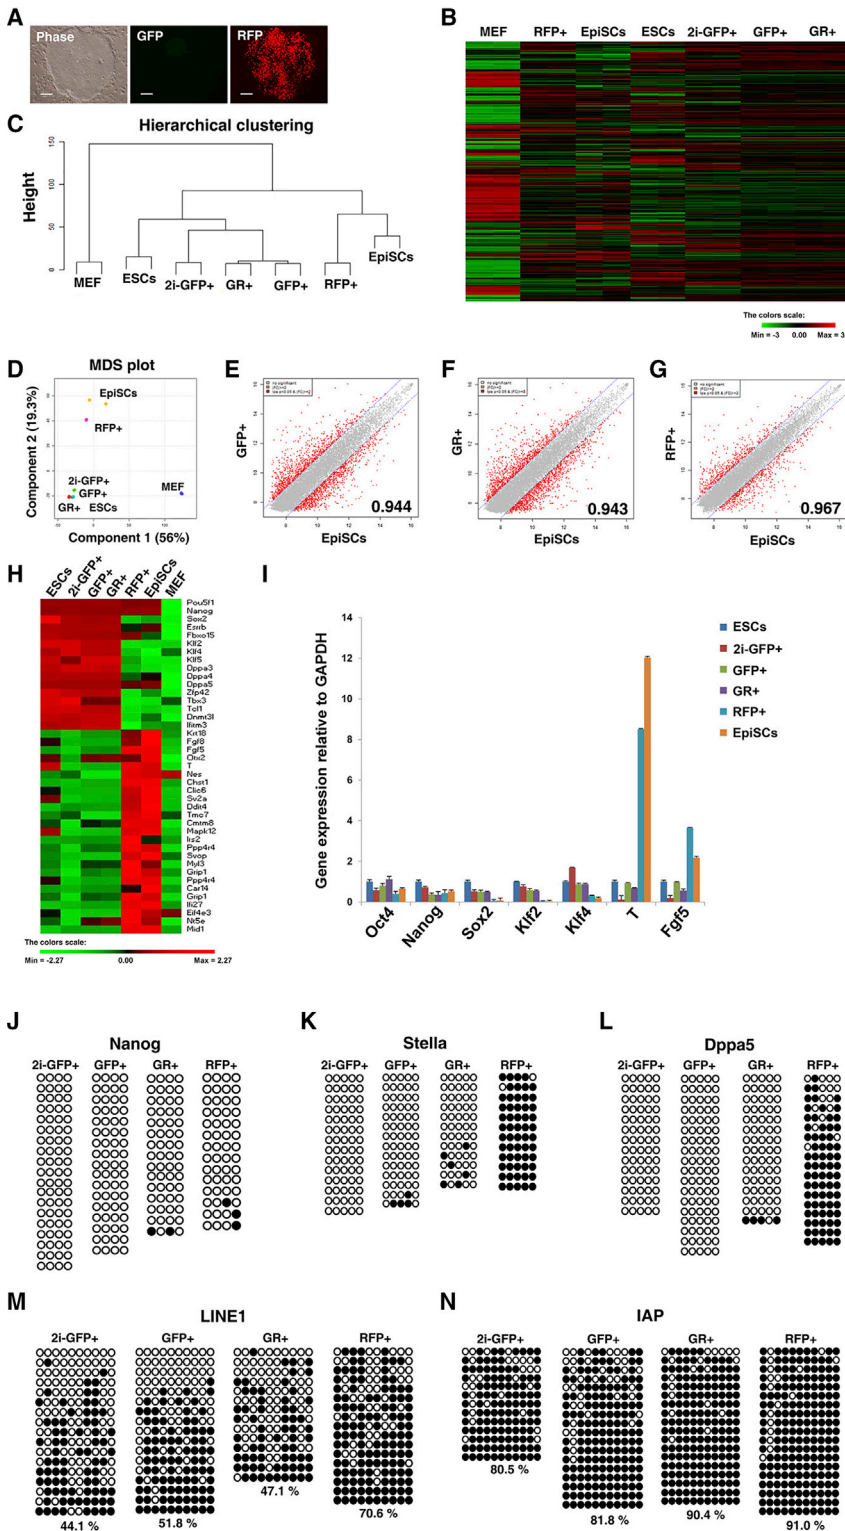 A
Phase
GFP
RFP
B
MEF RFP+ EpiSCs ESCs 2i-GFP+ GFP+ GR+
The colors scale:
Min = -3 0.00 Max = 3
C
Hierarchical clustering
Height
0 50 100 150
MEF
ESCs
2i-GFP+
GR+
GFP+
RFP+
EpiSCs
D
MDS plot
Component 2 (19.3%)
EpiSCs
RFP+
2i-GFP+
GFP+
GR+ ESCs
MEF
Component 1 (56%)
E
GFP+
0.944
EpiSCs
F
GR+
0.943
EpiSCs
G
RFP+
0.967
EpiSCs
H
ESCs
2i-GFP+
GFP+
GR+
RFP+
EpiSCs
MEF
Pou5f1
Nanog
Sox2
Esrrb
Fbxo15
Klf2
Klf4
Klf5
Dppa3
Dppa4
Dppa5
Zfp42
Tbx3
Tcl1
Dnmt3l
Ifitm3
Krt18
Fgf8
Fgf5
Otx2
T
Nes
Chst1
Clic6
Sv2a
Ddit4
Tmc7
Cmtm8
Mapk12
Irs2
Ppp4r4
Svop
Myl3
Grip1
Ppp4r4
Car14
Grip1
Ifi27
Eif4e3
Nt5e
Mid1
The colors scale:
Min = -2.27 0.00 Max = 2.27
I
Gene expression relative to GAPDH
14
12
10
8
6
4
2
0
Oct4
Nanog
Sox2
Klf2
Klf4
T
Fgf5
ESCs
2i-GFP+
GFP+
GR+
RFP+
EpiSCs
J
Nanog
2i-GFP+ GFP+ GR+ RFP+
K
Stella
2i-GFP+ GFP+ GR+ RFP+
L
Dppa5
2i-GFP+ GFP+ GR+ RFP+
M
LINE1
2i-GFP+ GFP+ GR+ RFP+
44.1 % 51.8 % 47.1 % 70.6 %
N
IAP
2i-GFP+ GFP+ GR+ RFP+
80.5 % 81.8 % 90.4 % 91.0 %